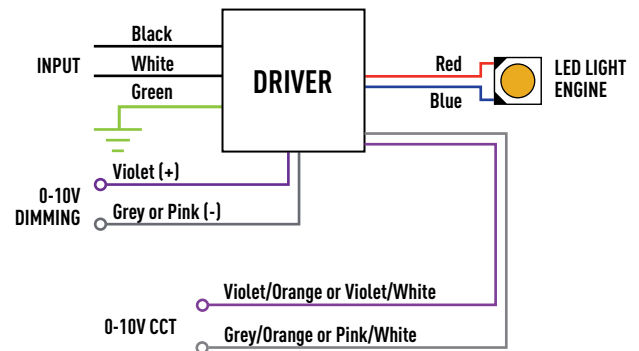 Black
INPUT
White
Green
DRIVER
Red
Blue
LED LIGHT
ENGINE
Violet (+)
0-10V
DIMMING
Grey or Pink (-)
Violet/Orange or Violet/White
0-10V CCT
Grey/Orange or Pink/White